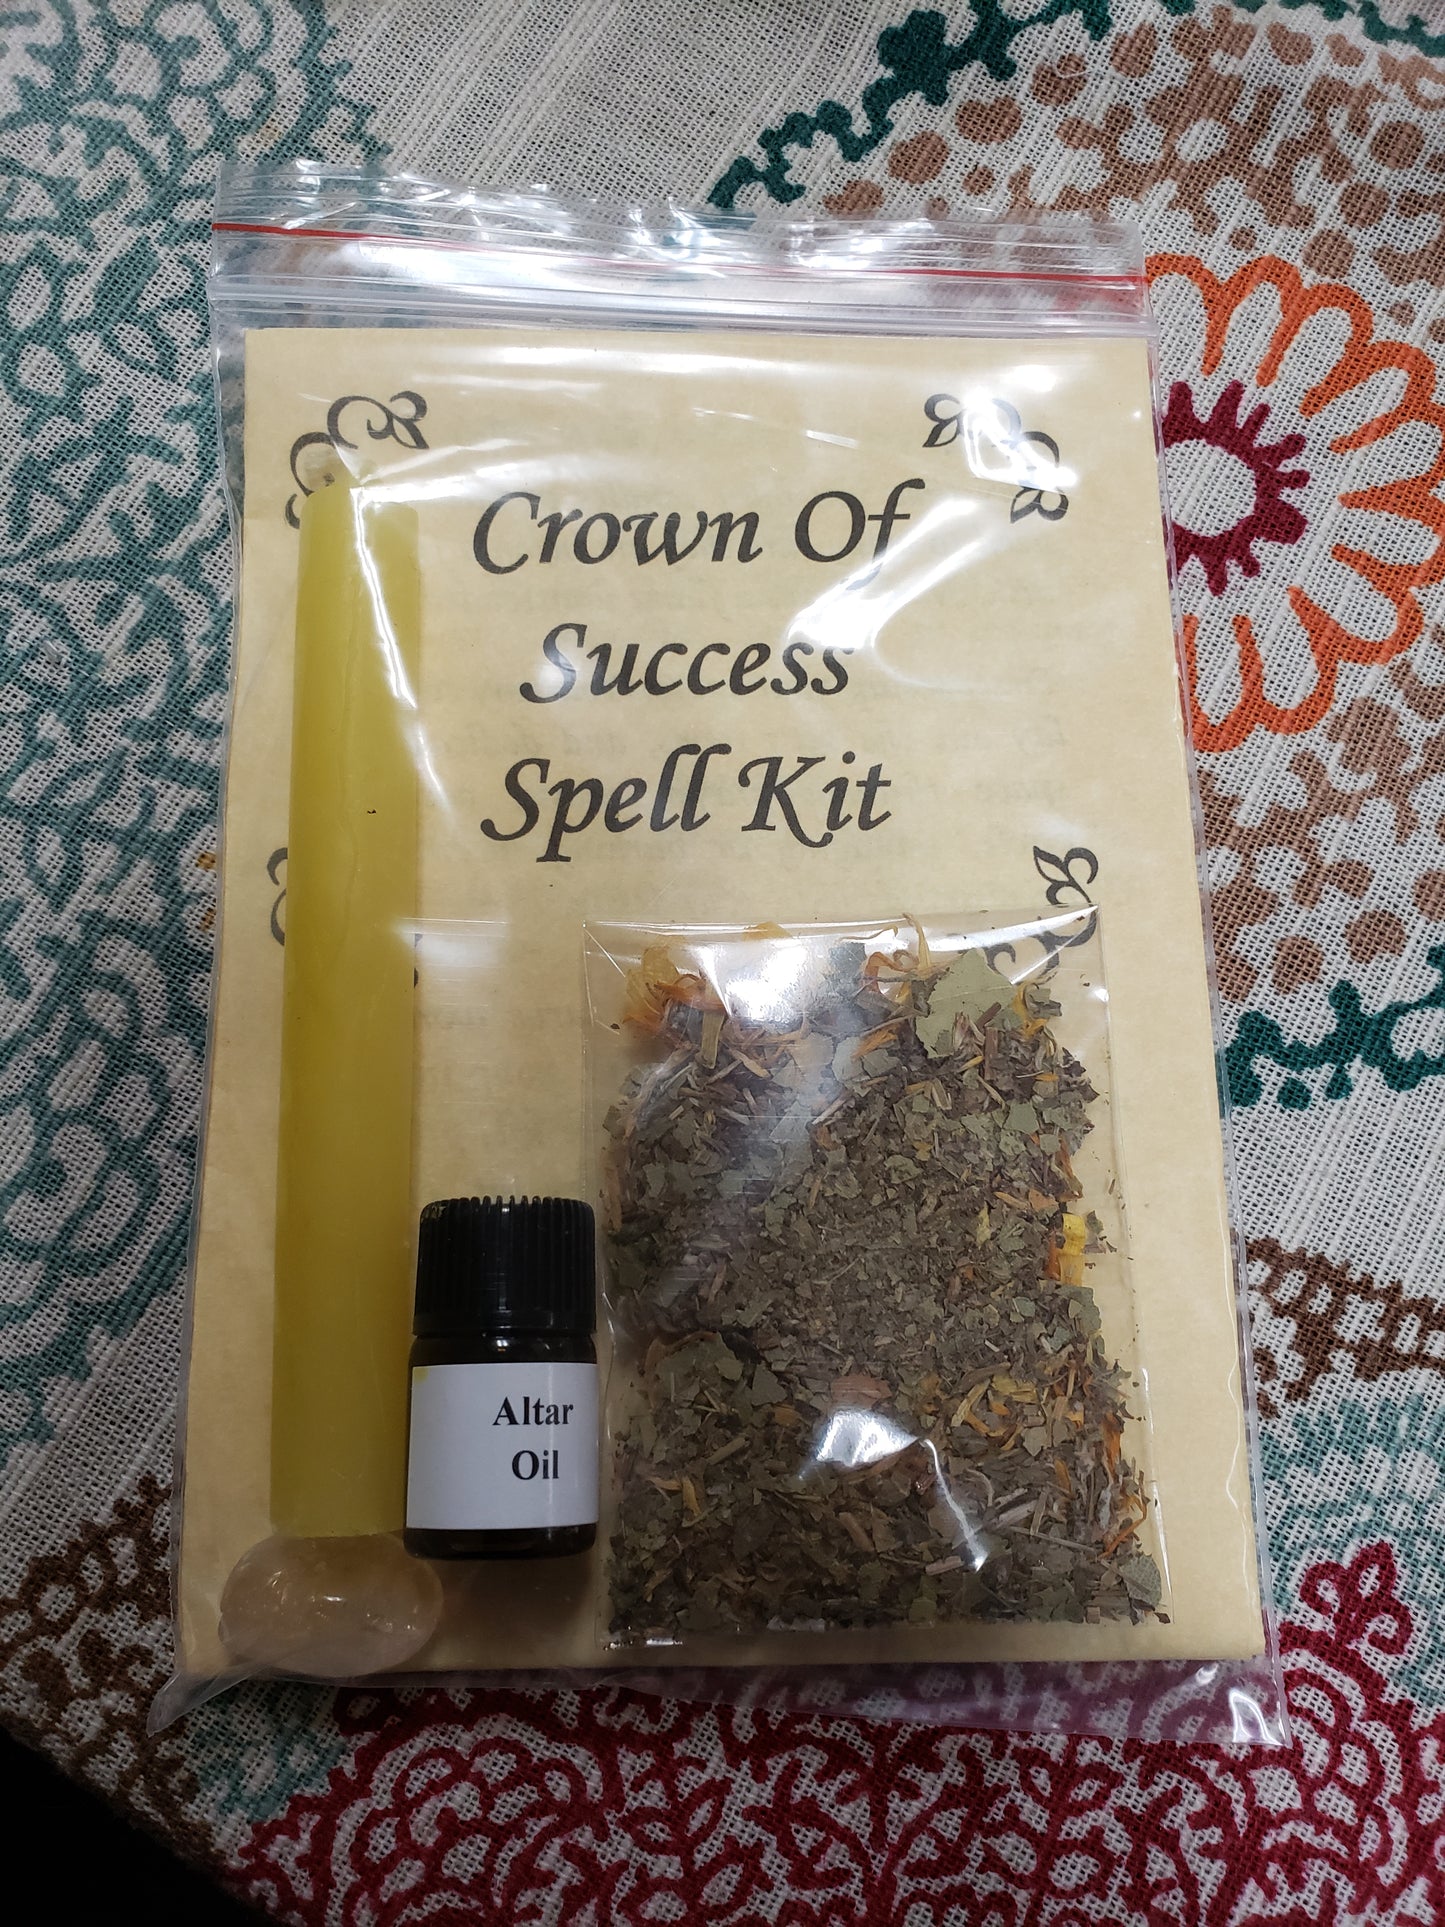 Crown Of
Success
Spell Kit
Altar
Oil